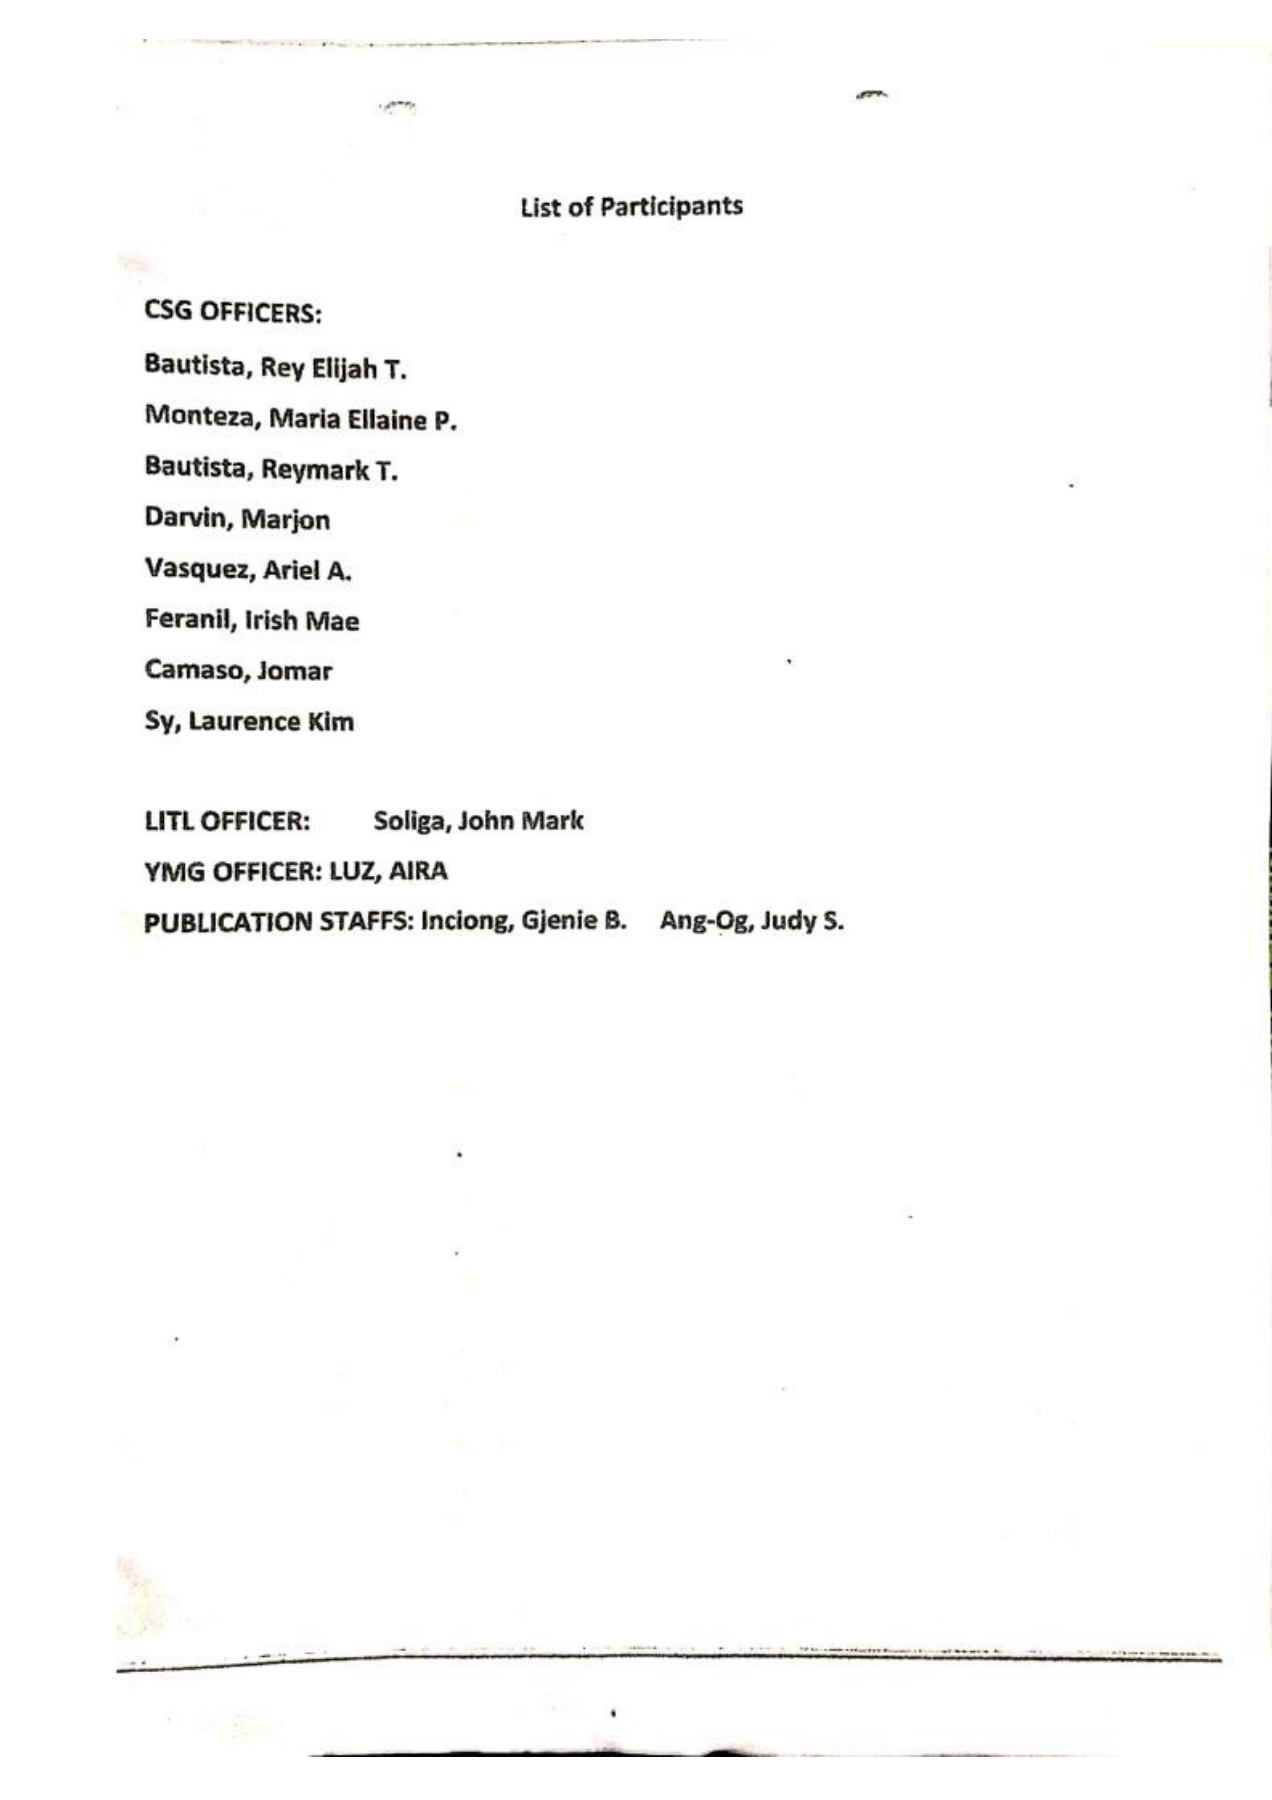 List of Participants
CSG OFFICERS:
Bautista, Rey Elijah T.
Monteza, Maria Ellaine P.
Bautista, Reymark T.
Darvin, Marjon
Vasquez, Ariel A.
Feranil, Irish Mae
Camaso, Jomar
Sy, Laurence Kim
LITL OFFICER: Soliga, John Mark
YMG OFFICER: LUZ, AIRA
PUBLICATION STAFFS: Inciong, Gjenie B. Ang-Og, Judy S.